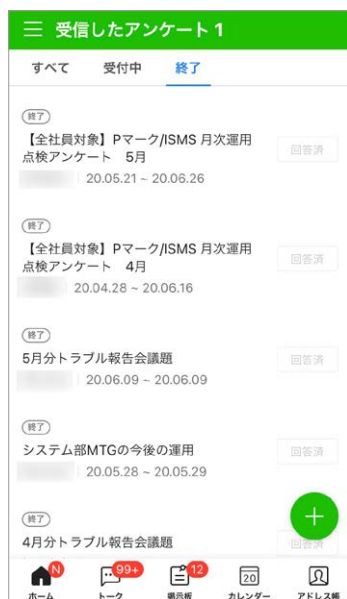 受信したアンケート 1
すべて 受付中 終了
終了
【全社員対象】Pマーク/ISMS 月次運用
点検アンケート 5月
回答済
20.05.21 ~ 20.06.26
終了
【全社員対象】Pマーク/ISMS 月次運用
点検アンケート 4月
回答済
20.04.28 ~ 20.06.16
終了
5月分トラブル報告会議題
回答済
20.06.09 ~ 20.06.09
終了
システム部MTGの今後の運用
回答済
20.05.28 ~ 20.05.29
終了
4月分トラブル報告会議題
回答済
N 99+ 12 20
ホーム トーク 掲示板 カレンダー アドレス帳